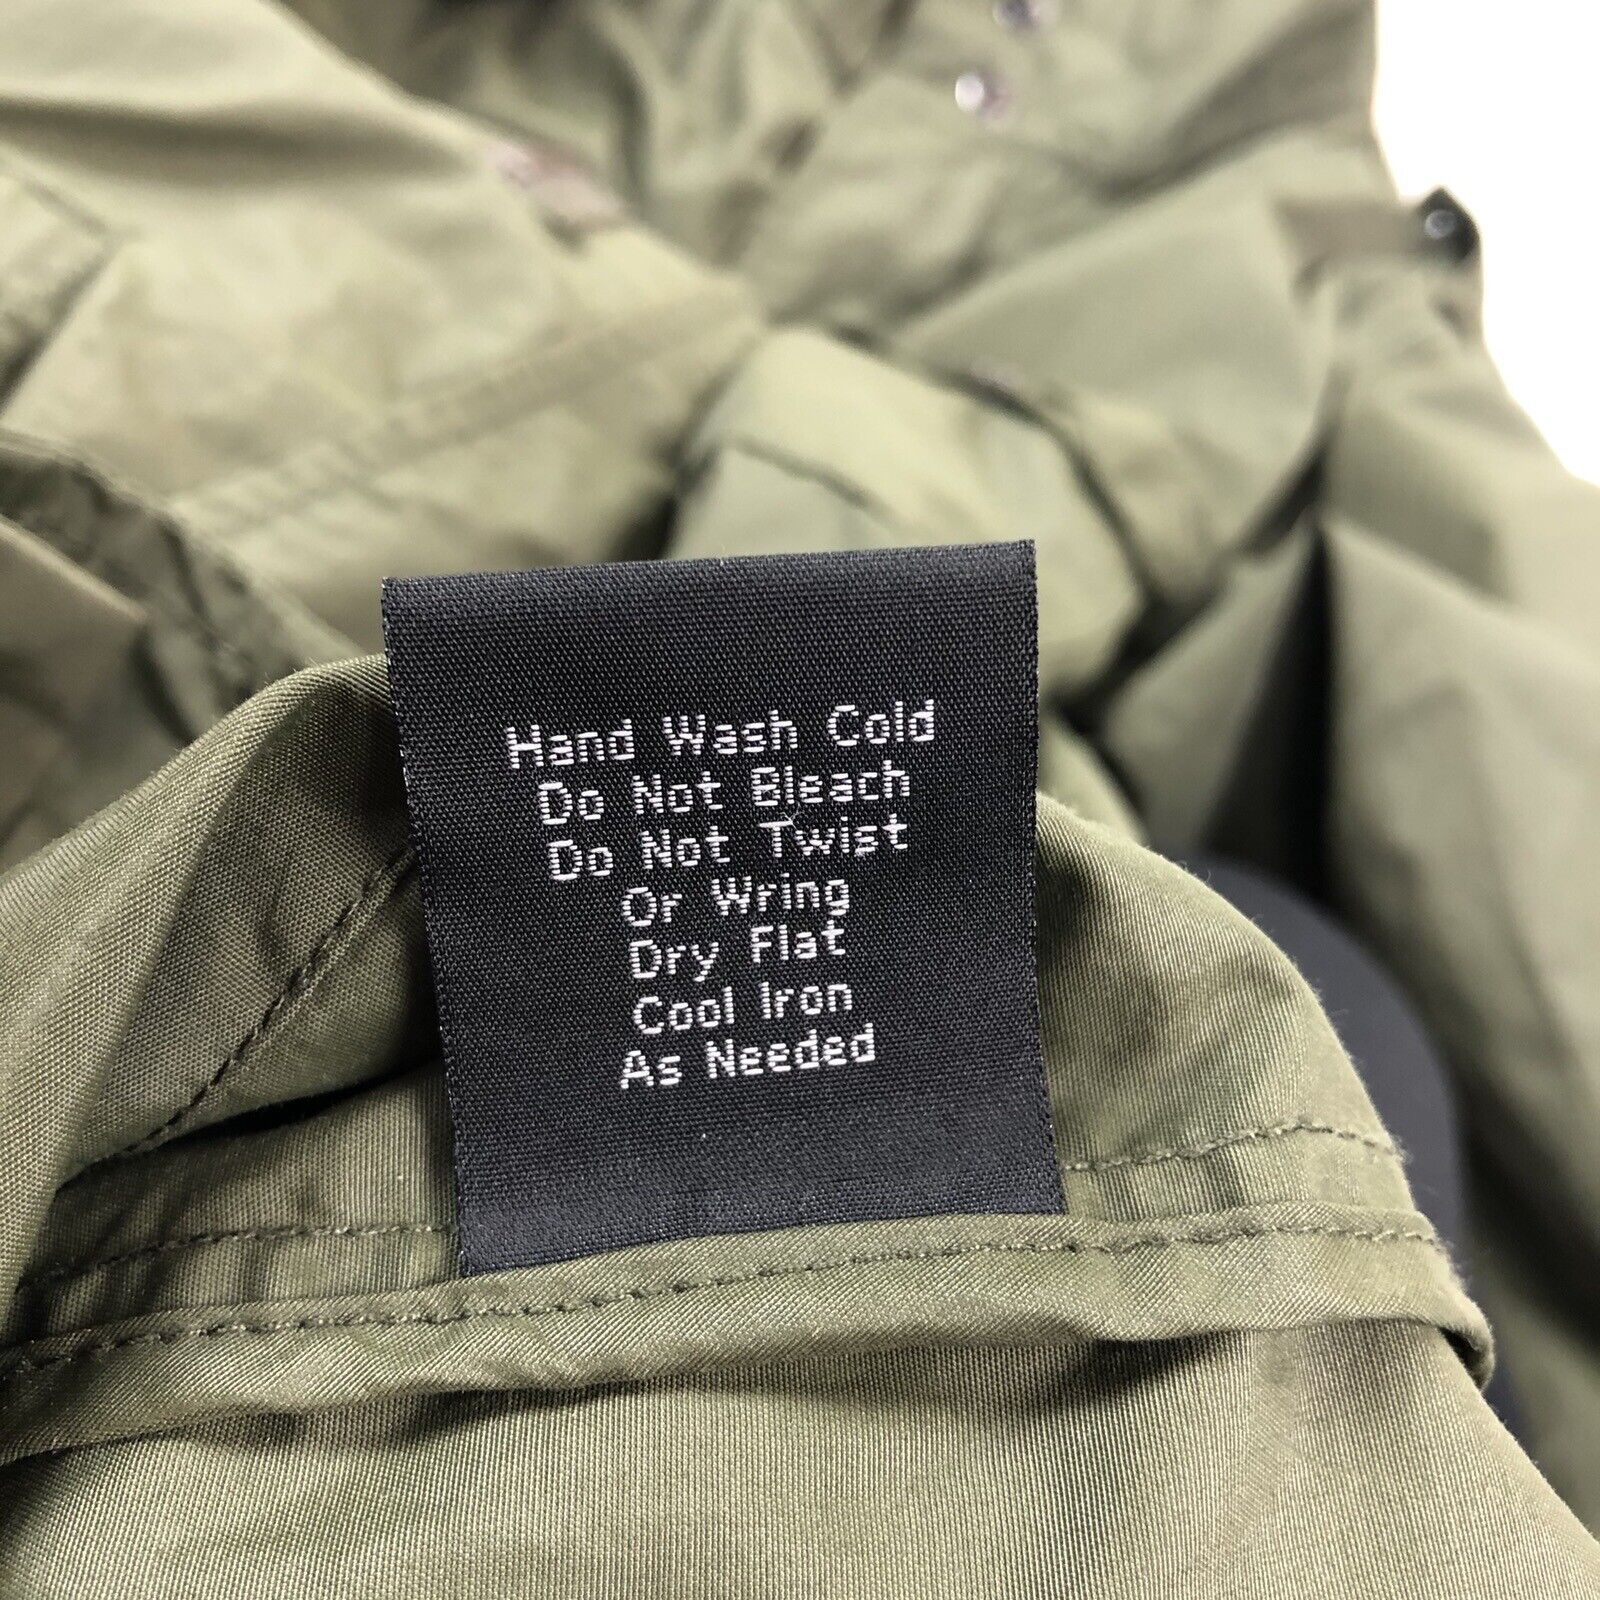 Hand Wash Cold
Do Not Bleach
Do Not Twist
Or Wring
Dry Flat
Cool Iron
As Needed